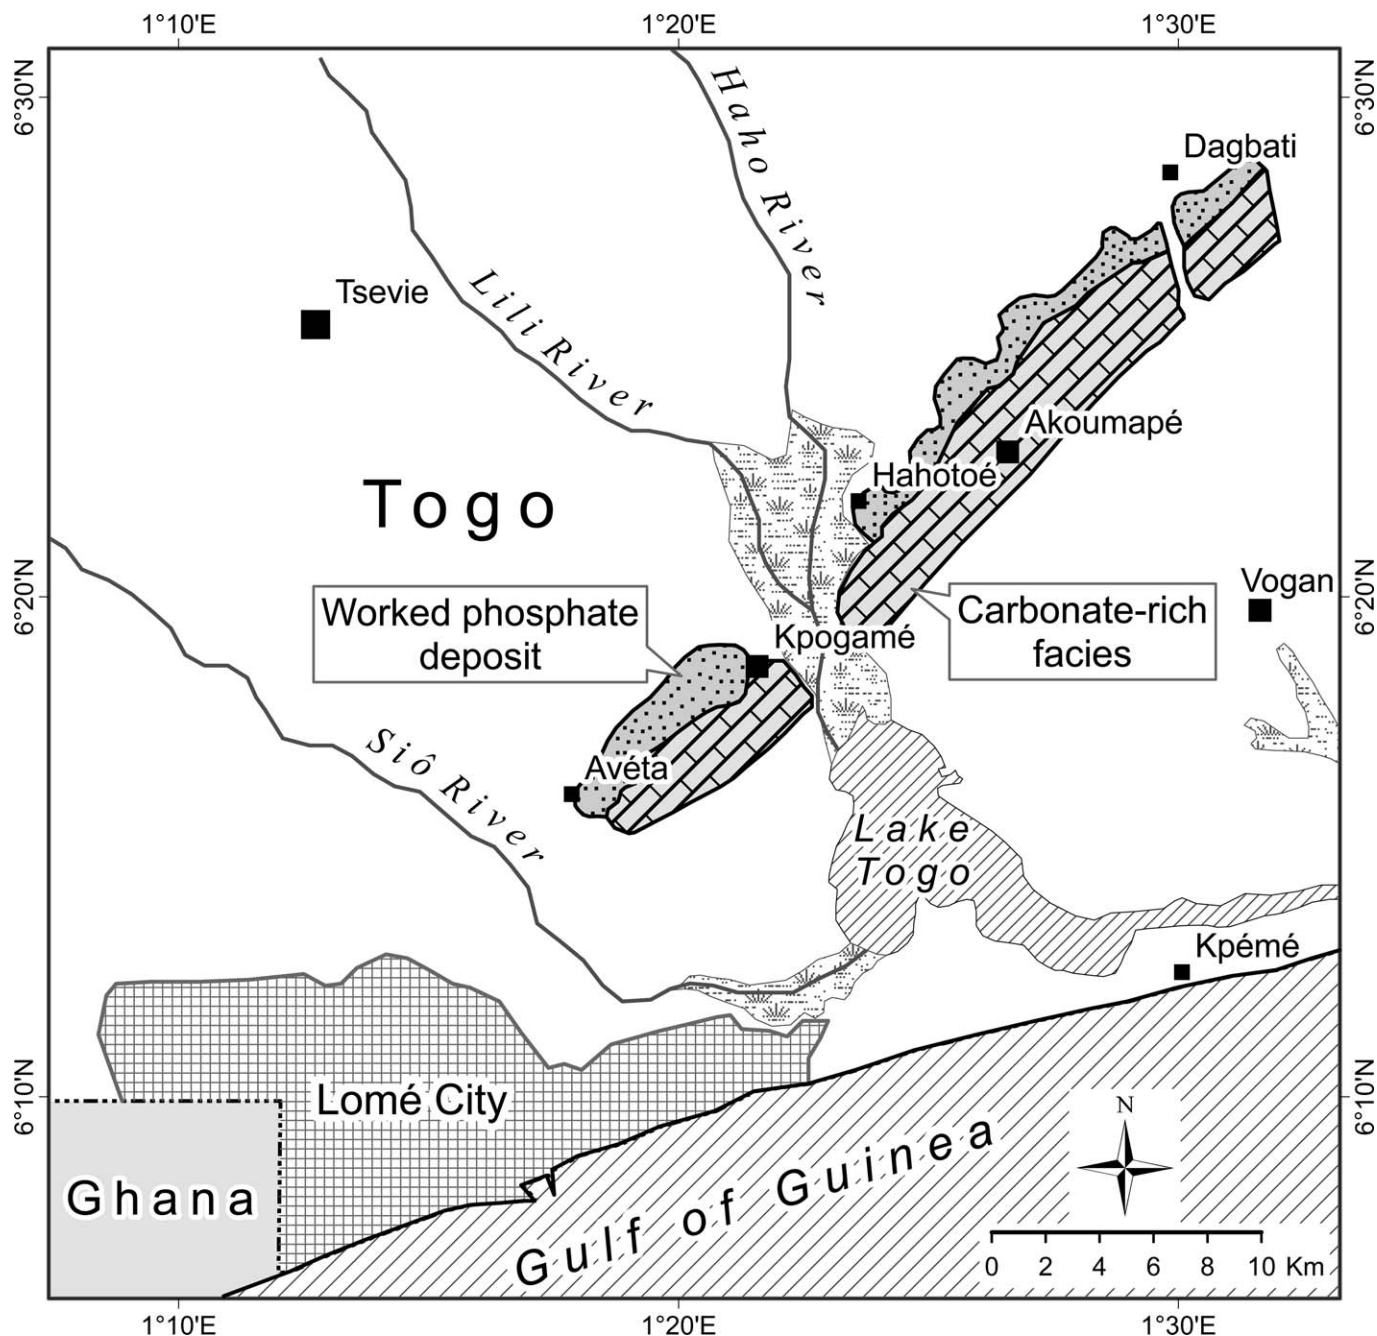 1°10'E 1°20'E 1°30'E
6°30'N
6°30'N
Haho River
Dagbati
Tsevie
Lili River
Akoumapé
Hahotoé
Togo
6°20'N
6°20'N
Worked phosphate
deposit
Carbonate-rich
facies
Vogan
Kpogamé
Siô River
Avéta
Lake
Togo
Kpémé
6°10'N
6°10'N
Lomé City
Ghana
Gulf of Guinea
N
0 2 4 6 8 10 Km
1°10'E 1°20'E 1°30'E